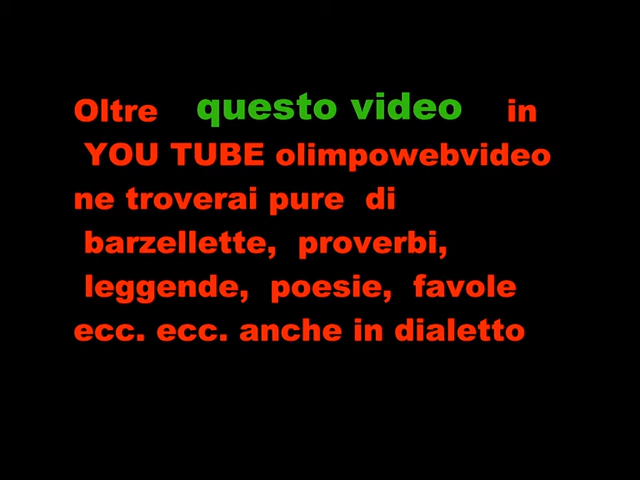 Oltre questo video in
YOU TUBE olimpowebvideo
ne troverai pure di
barzellette, proverbi,
leggende, poesie, favole
ecc. ecc. anche in dialetto